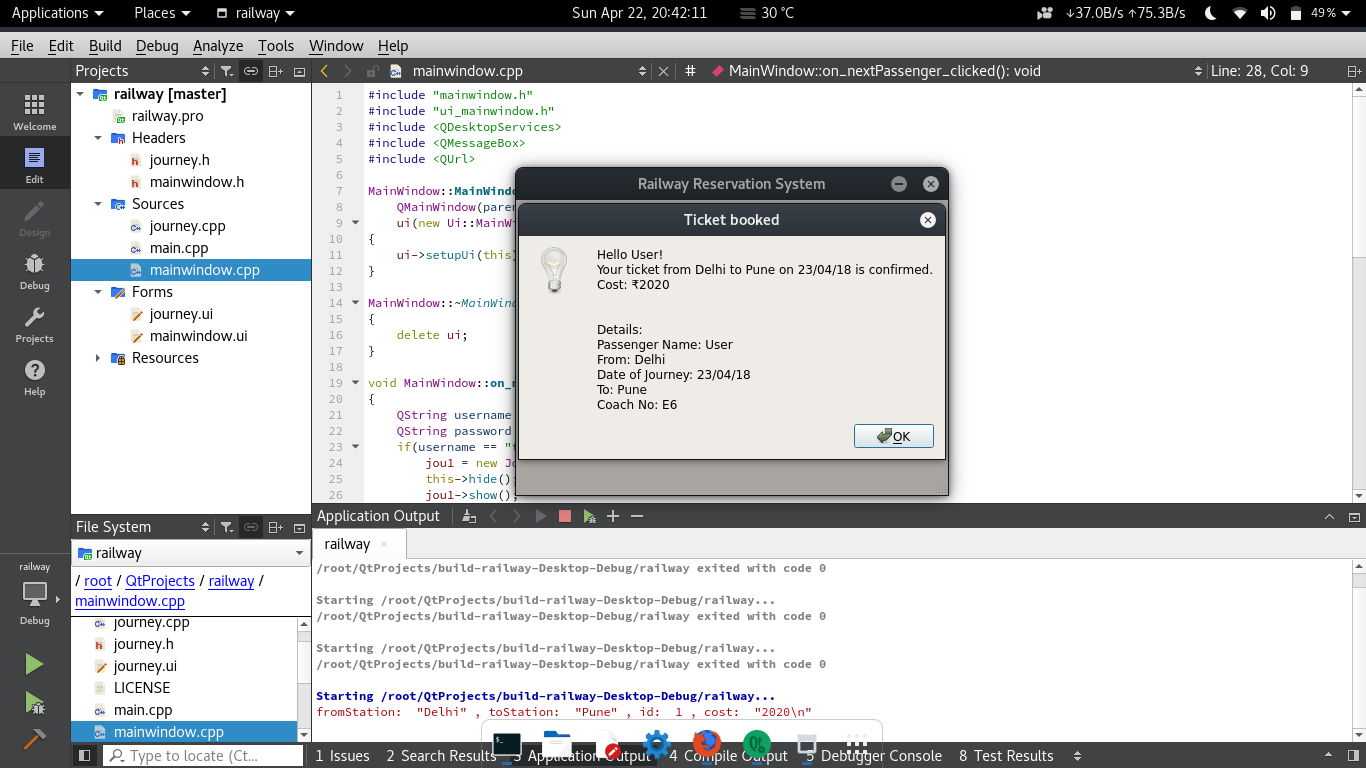 Applications Places railway Sun Apr 22, 20:42:11 30 °C ↓37.0B/s ↑75.3B/s 49%
File Edit Build Debug Analyze Tools Window Help
Projects
mainwindow.cpp # MainWindow::on_nextPassenger_clicked(): void Line: 28, Col: 9
Welcome
Edit
Design
Debug
Projects
Help
railway
Debug
railway [master]
railway.pro
Headers
journey.h
mainwindow.h
Sources
journey.cpp
main.cpp
mainwindow.cpp
Forms
journey.ui
mainwindow.ui
Resources
File System
railway
/ root / QtProjects / railway /
mainwindow.cpp
journey.cpp
journey.h
journey.ui
LICENSE
main.cpp
mainwindow.cpp
1 #include "mainwindow.h"
2 #include "ui_mainwindow.h"
3 #include <QDesktopServices>
4 #include <QMessageBox>
5 #include <QUrl>
6
7 MainWindow::MainWindo
8 QMainWindow(paren
9 ui(new Ui::MainWi
10 {
11 ui->setupUi(this)
12 }
13
14 MainWindow::~MainWind
15 {
16 delete ui;
17 }
18
19 void MainWindow::on_n
20 {
21 QString username
22 QString password
23 if(username == "
24 jou1 = new Jo
25 this->hide();
26 jou1->show();
Railway Reservation System
Ticket booked
Hello User!
Your ticket from Delhi to Pune on 23/04/18 is confirmed.
Cost: ₹2020
Details:
Passenger Name: User
From: Delhi
Date of Journey: 23/04/18
To: Pune
Coach No: E6
OK
Application Output
railway
/root/QtProjects/build-railway-Desktop-Debug/railway exited with code 0
Starting /root/QtProjects/build-railway-Desktop-Debug/railway...
/root/QtProjects/build-railway-Desktop-Debug/railway exited with code 0
Starting /root/QtProjects/build-railway-Desktop-Debug/railway...
/root/QtProjects/build-railway-Desktop-Debug/railway exited with code 0
Starting /root/QtProjects/build-railway-Desktop-Debug/railway...
fromStation: "Delhi" , toStation: "Pune" , id: 1 , cost: "2020\n"
Type to locate (Ct... 1 Issues 2 Search Results 3 Application Output 4 Compile Output 5 Debugger Console 8 Test Results